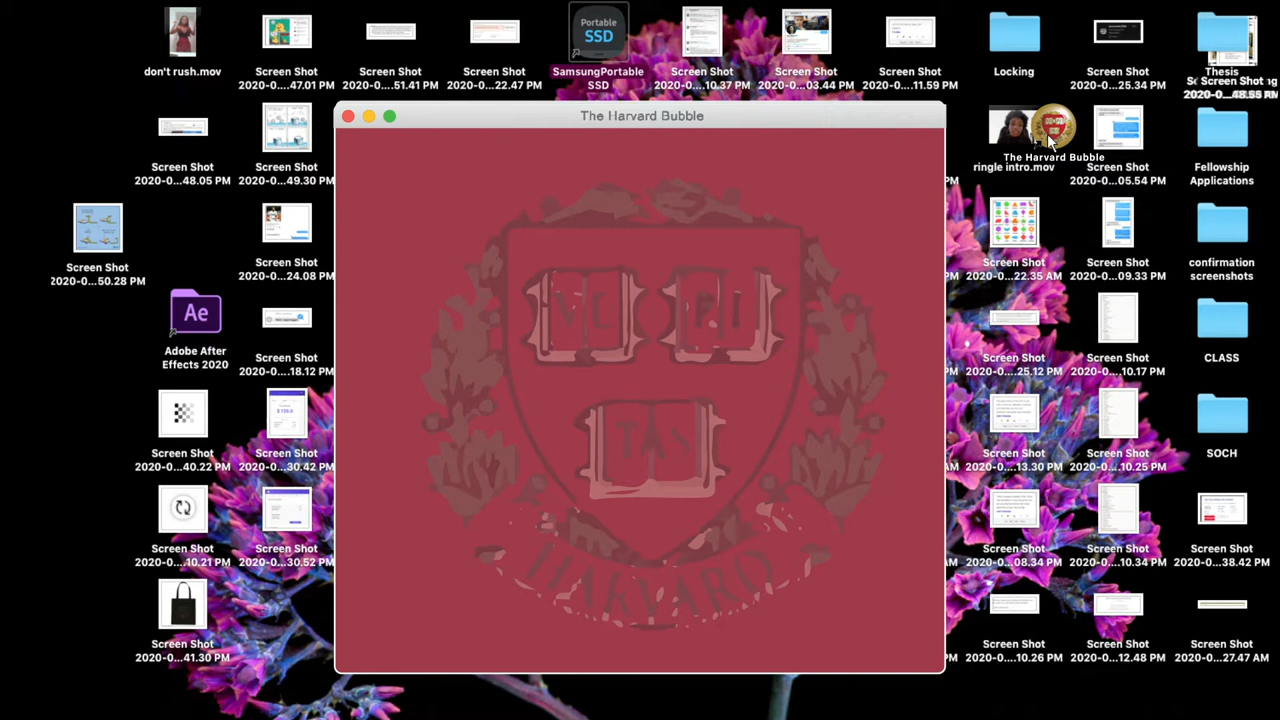 Portable
SSD
don't rush.mov
Screen Shot
2020-0...47.01 PM
Screen Shot
2020-0...51.41 PM
Screen Shot
2020-0...22.47 PM
SamsungPortable
SSD
Screen Shot
2020-0...10.37 PM
Screen Shot
2020-0...03.44 PM
Screen Shot
2020-0...11.59 PM
Locking
Screen Shot
2020-0...25.34 PM
Thesis
Screen Shot
The Harvard Bubble
Screen Shot
2020-0...48.05 PM
Screen Shot
2020-0...49.30 PM
The Harvard Bubble
ringle intro.mov
Screen Shot
2020-0...05.54 PM
Fellowship
Applications
Screen Shot
2020-0...50.28 PM
Screen Shot
2020-0...24.08 PM
Screen Shot
2020-0...22.35 AM
Screen Shot
2020-0...09.33 PM
confirmation
screenshots
VE RI
TAS
HARVARD
Ae
Adobe After
Effects 2020
Screen Shot
2020-0...18.12 PM
Screen Shot
2020-0...25.12 PM
Screen Shot
2020-0...10.17 PM
CLASS
Screen Shot
2020-0...40.22 PM
Screen Shot
2020-0...30.42 PM
Screen Shot
2020-0...13.30 PM
Screen Shot
2020-0...10.25 PM
SOCH
Screen Shot
2020-0...10.21 PM
Screen Shot
2020-0...30.52 PM
Screen Shot
2020-0...08.34 PM
Screen Shot
2020-0...10.34 PM
Screen Shot
2020-0...38.42 PM
Screen Shot
2020-0...41.30 PM
Screen Shot
2020-0...10.26 PM
Screen Shot
2020-0...12.48 PM
Screen Shot
2020-0...27.47 AM